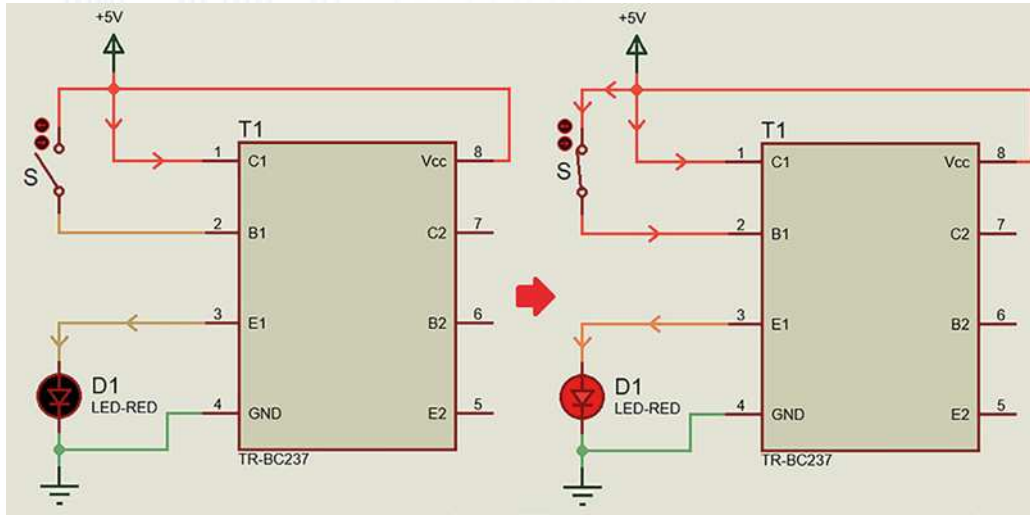 +5V
T1
1 C1 Vcc 8
S
2 B1 C2 7
3 E1 B2 6
D1
LED-RED
4 GND E2 5
TR-BC237
+5V
T1
1 C1 Vcc 8
S
2 B1 C2 7
3 E1 B2 6
D1
LED-RED
4 GND E2 5
TR-BC237